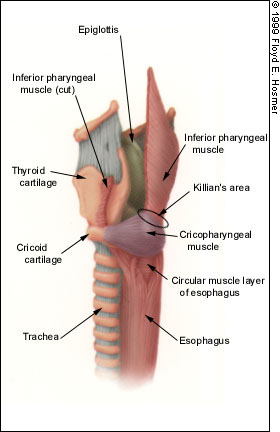 © 1999 Floyd E. Hosmer
Epiglottis
Inferior pharyngeal
muscle (cut)
Inferior pharyngeal
muscle
Thyroid
cartilage
Killian's area
Cricopharyngeal
muscle
Cricoid
cartilage
Circular muscle layer
of esophagus
Trachea
Esophagus